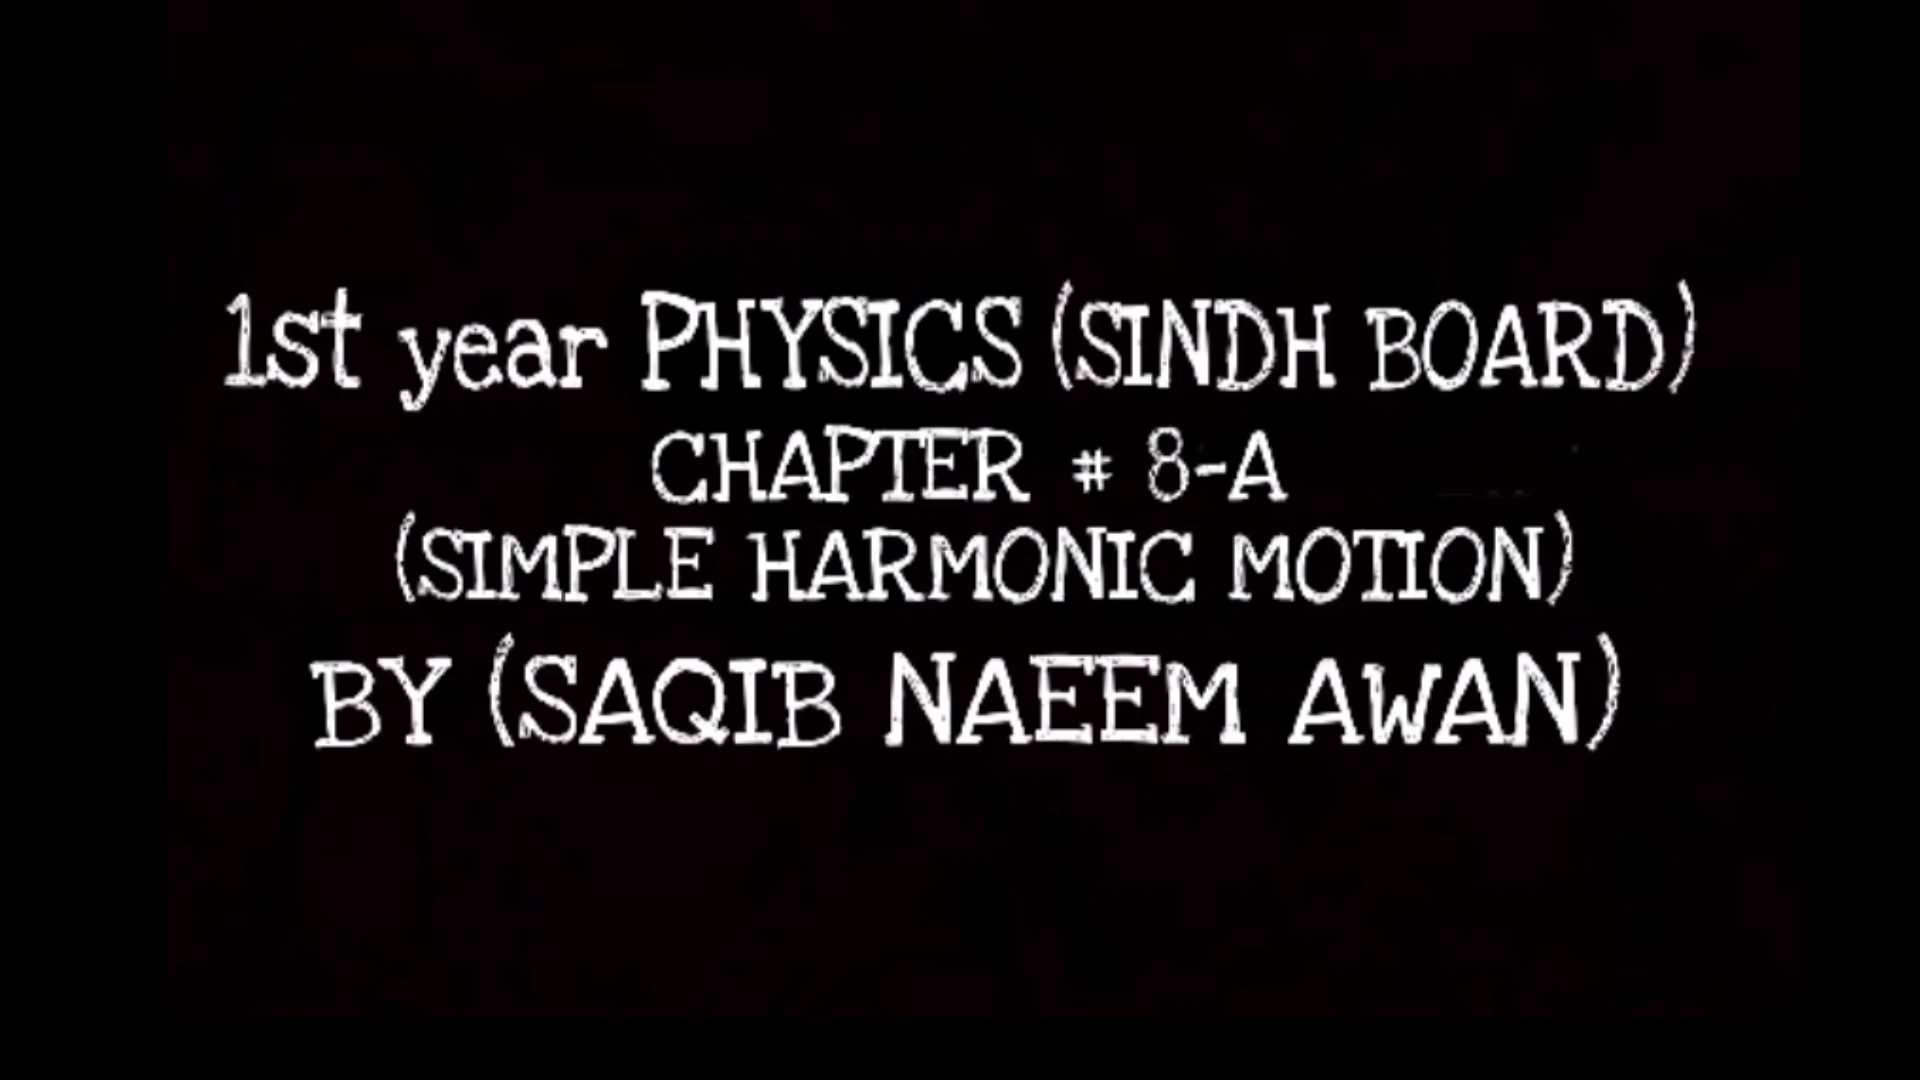 1st year PHYSICS (SINDH BOARD)
CHAPTER # 8-A
(SIMPLE HARMONIC MOTION)
BY (SAQIB NAEEM AWAN)